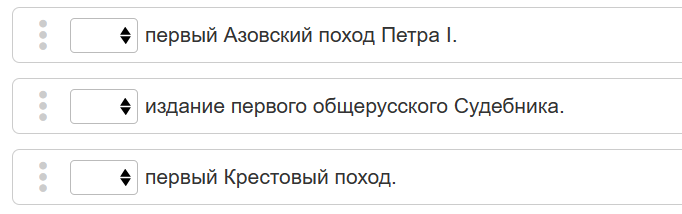 первый Азовский поход Петра I.
издание первого общерусского Судебника.
первый Крестовый поход.